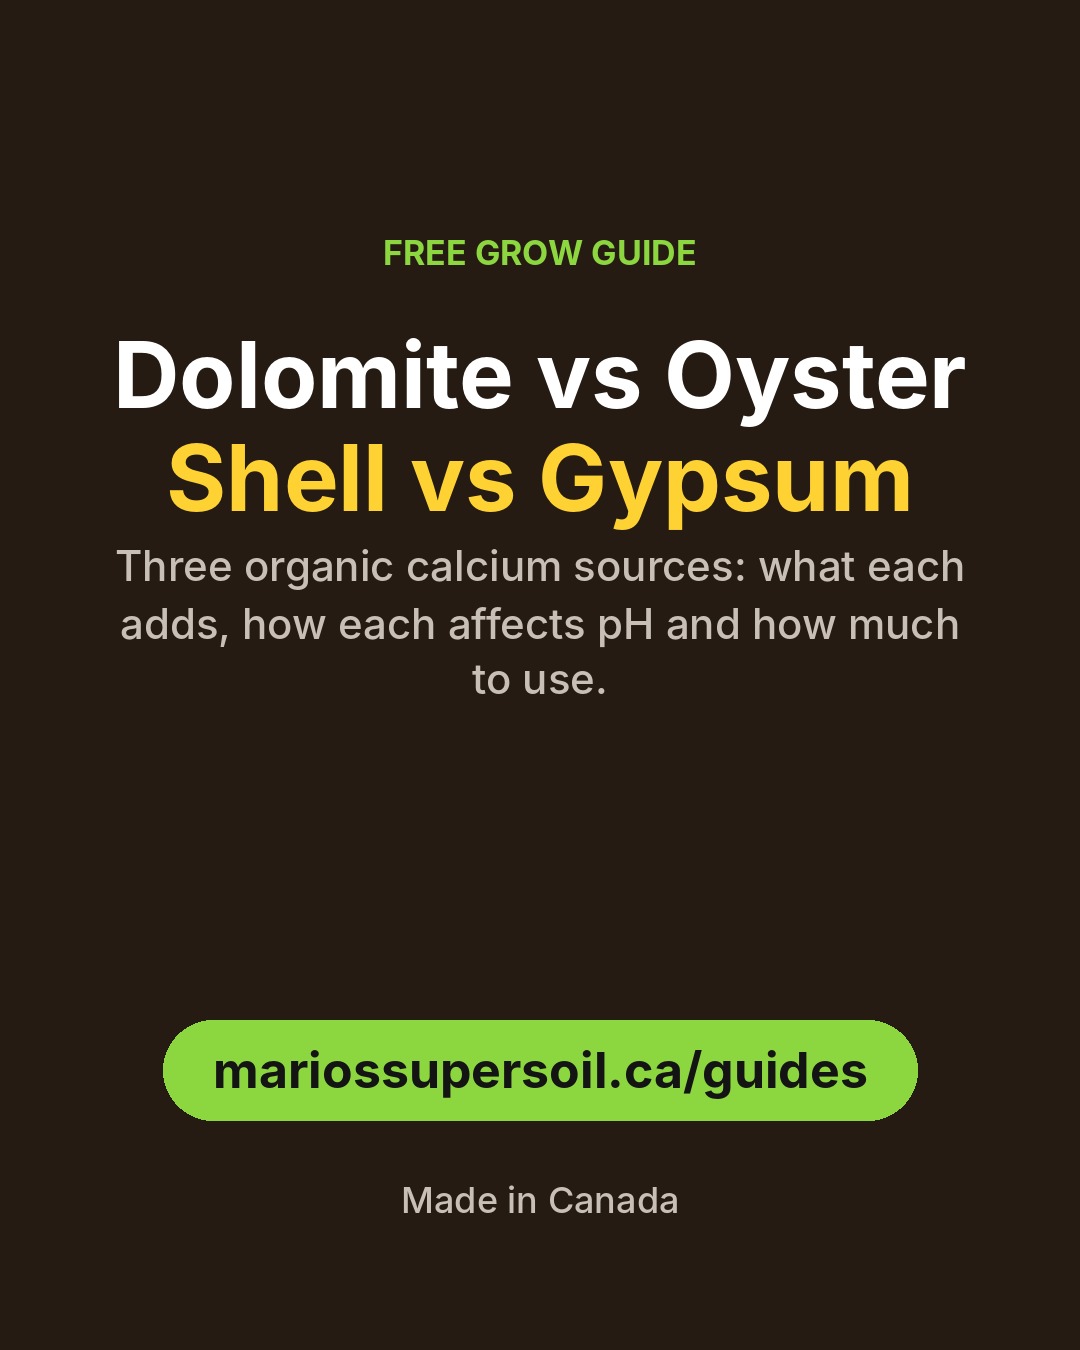 FREE GROW GUIDE
Dolomite vs Oyster
Shell vs Gypsum
Three organic calcium sources: what each
adds, how each affects pH and how much
to use.
mariossupersoil.ca/guides
Made in Canada